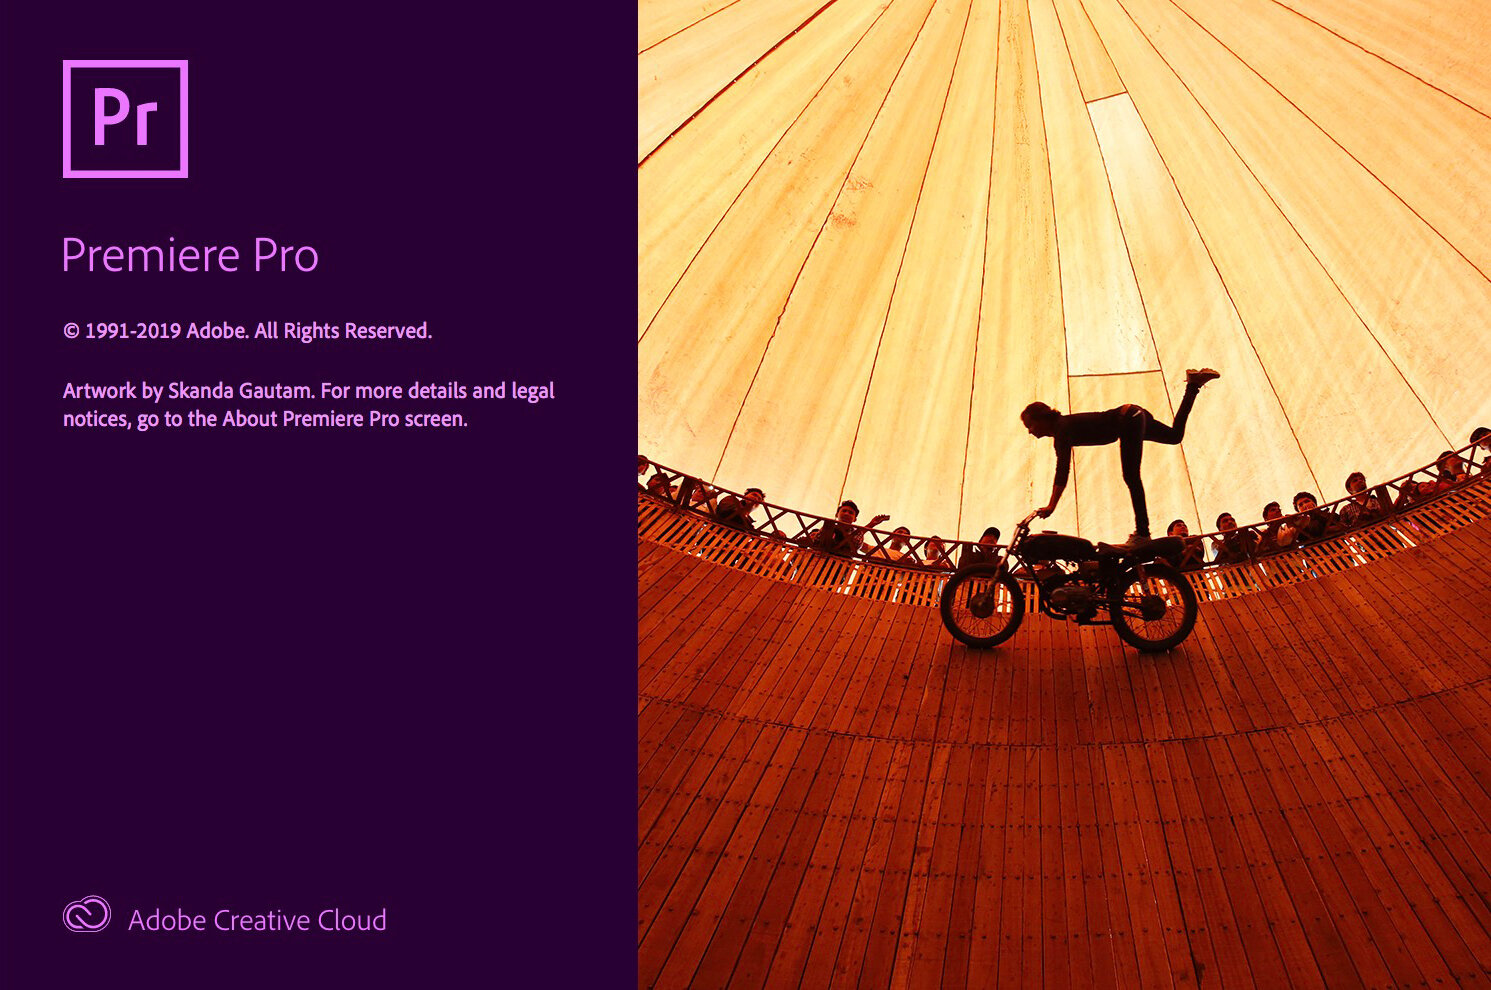 Pr
Premiere Pro
© 1991-2019 Adobe. All Rights Reserved.
Artwork by Skanda Gautam. For more details and legal
notices, go to the About Premiere Pro screen.
Adobe Creative Cloud